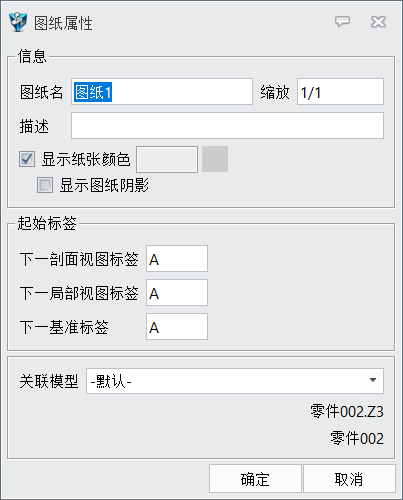 图纸属性
信息
图纸名 图纸1 缩放 1/1
描述
显示纸张颜色
显示图纸阴影
起始标签
下一剖面视图标签 A
下一局部视图标签 A
下一基准标签 A
关联模型 -默认-
零件002.Z3
零件002
确定 取消